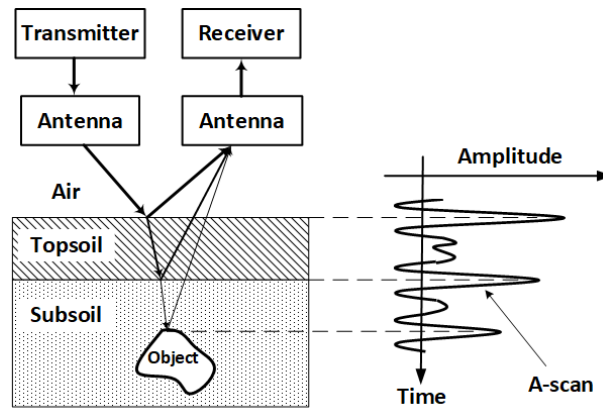 Transmitter
Receiver
Antenna
Antenna
Amplitude
Air
Topsoil
Subsoil
Object
Time
A-scan